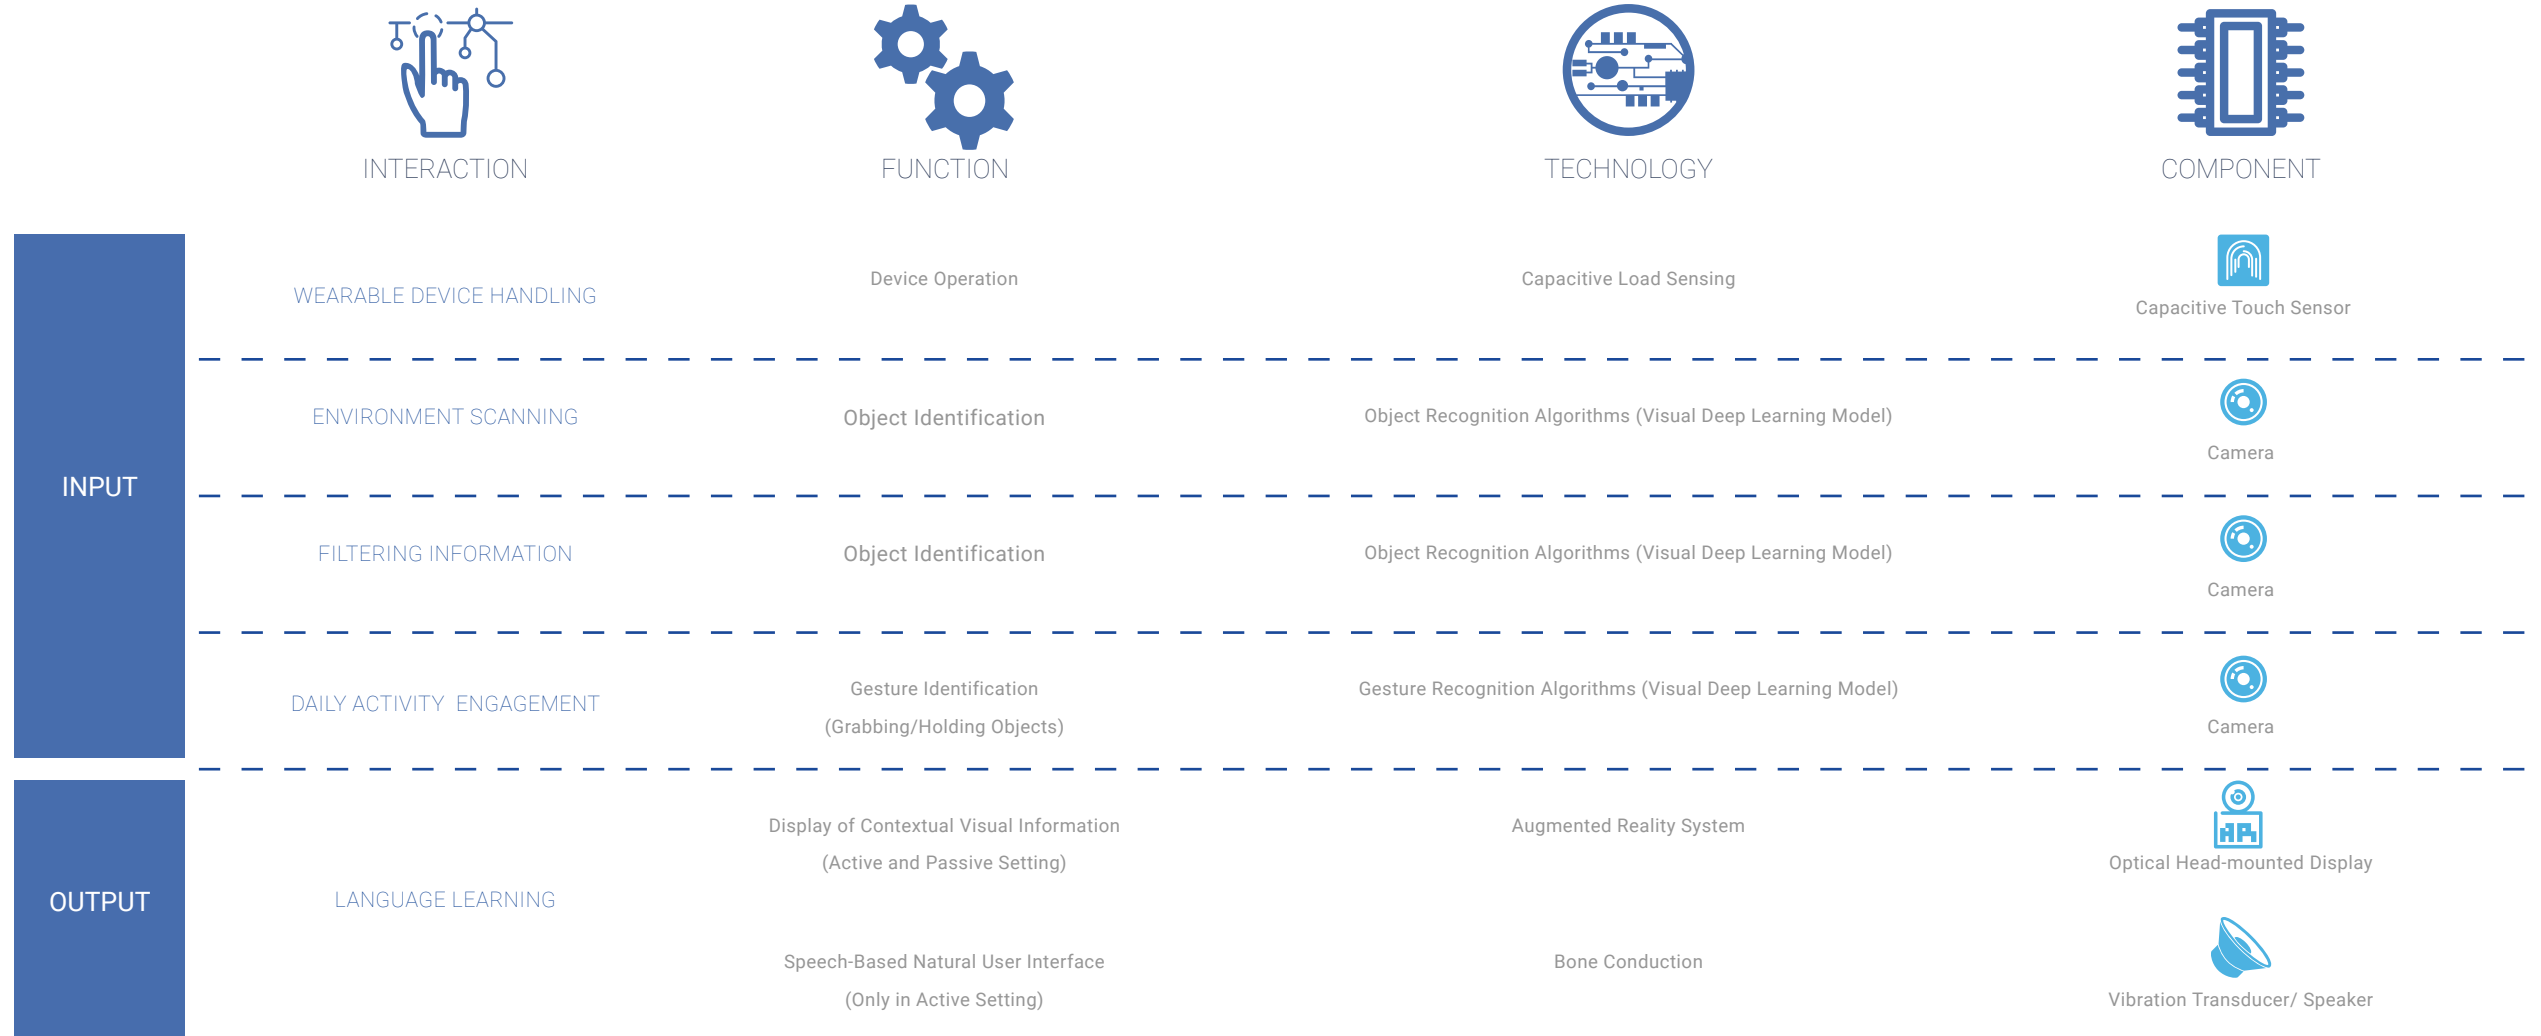 INTERACTION
FUNCTION
TECHNOLOGY
COMPONENT
INPUT
WEARABLE DEVICE HANDLING
Device Operation
Capacitive Load Sensing
Capacitive Touch Sensor
ENVIRONMENT SCANNING
Object Identification
Object Recognition Algorithms (Visual Deep Learning Model)
Camera
FILTERING INFORMATION
Object Identification
Object Recognition Algorithms (Visual Deep Learning Model)
Camera
DAILY ACTIVITY ENGAGEMENT
Gesture Identification
(Grabbing/Holding Objects)
Gesture Recognition Algorithms (Visual Deep Learning Model)
Camera
OUTPUT
LANGUAGE LEARNING
Display of Contextual Visual Information
(Active and Passive Setting)
Augmented Reality System
AR
Optical Head-mounted Display
Speech-Based Natural User Interface
(Only in Active Setting)
Bone Conduction
Vibration Transducer/ Speaker